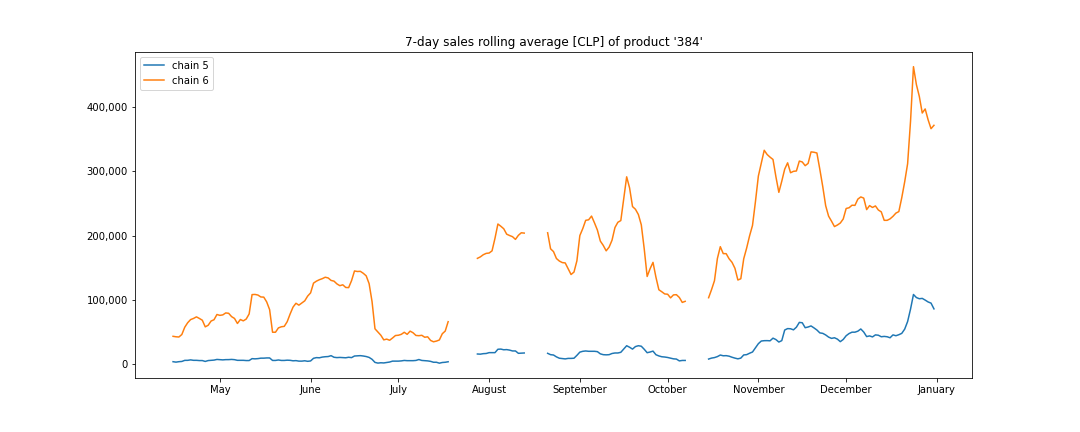 7-day sales rolling average [CLP] of product '384'
chain 5
chain 6
400,000
300,000
200,000
100,000
0
May June July August September October November December January